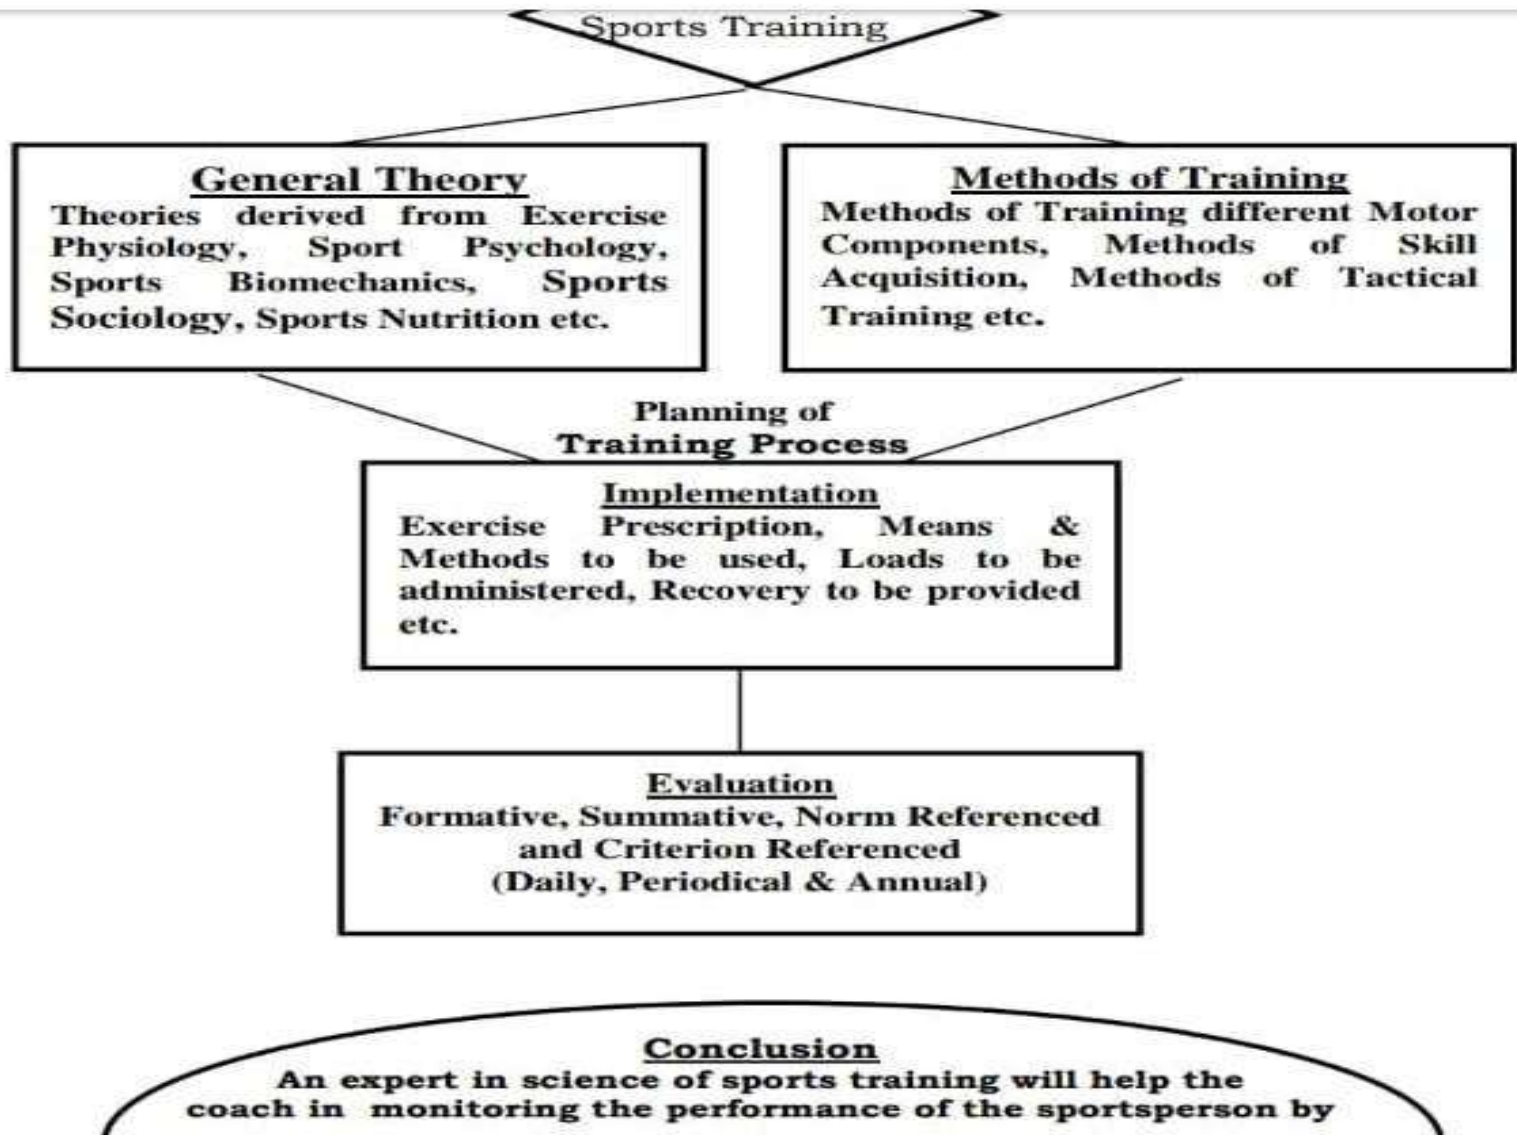 Sports Training
General Theory
Theories derived from Exercise
Physiology, Sport Psychology,
Sports Biomechanics, Sports
Sociology, Sports Nutrition etc.
Methods of Training
Methods of Training different Motor
Components, Methods of Skill
Acquisition, Methods of Tactical
Training etc.
Planning of
Training Process
Implementation
Exercise Prescription, Means &
Methods to be used, Loads to be
administered, Recovery to be provided
etc.
Evaluation
Formative, Summative, Norm Referenced
and Criterion Referenced
(Daily, Periodical & Annual)
Conclusion
An expert in science of sports training will help the
coach in monitoring the performance of the sportsperson by